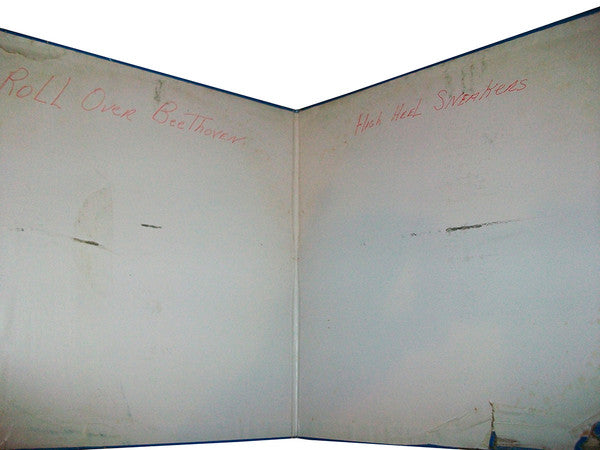 RoLL OveR BeeThoven
High Heel SNeakers